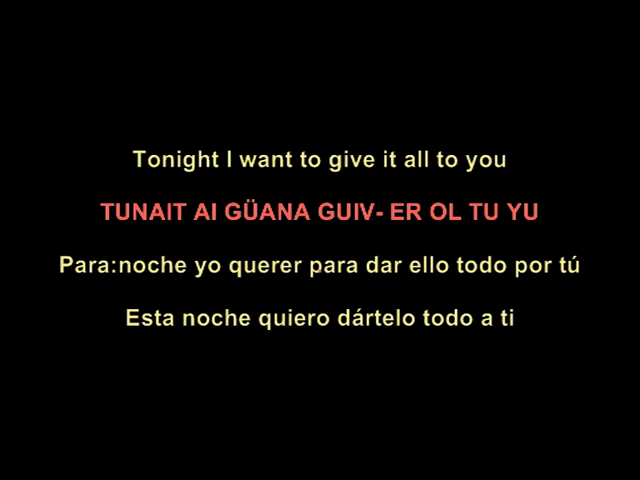 Tonight I want to give it all to you
TUNAIT AI GÜANA GUIV- ER OL TU YU
Para:noche yo querer para dar ello todo por tú
Esta noche quiero dártelo todo a ti